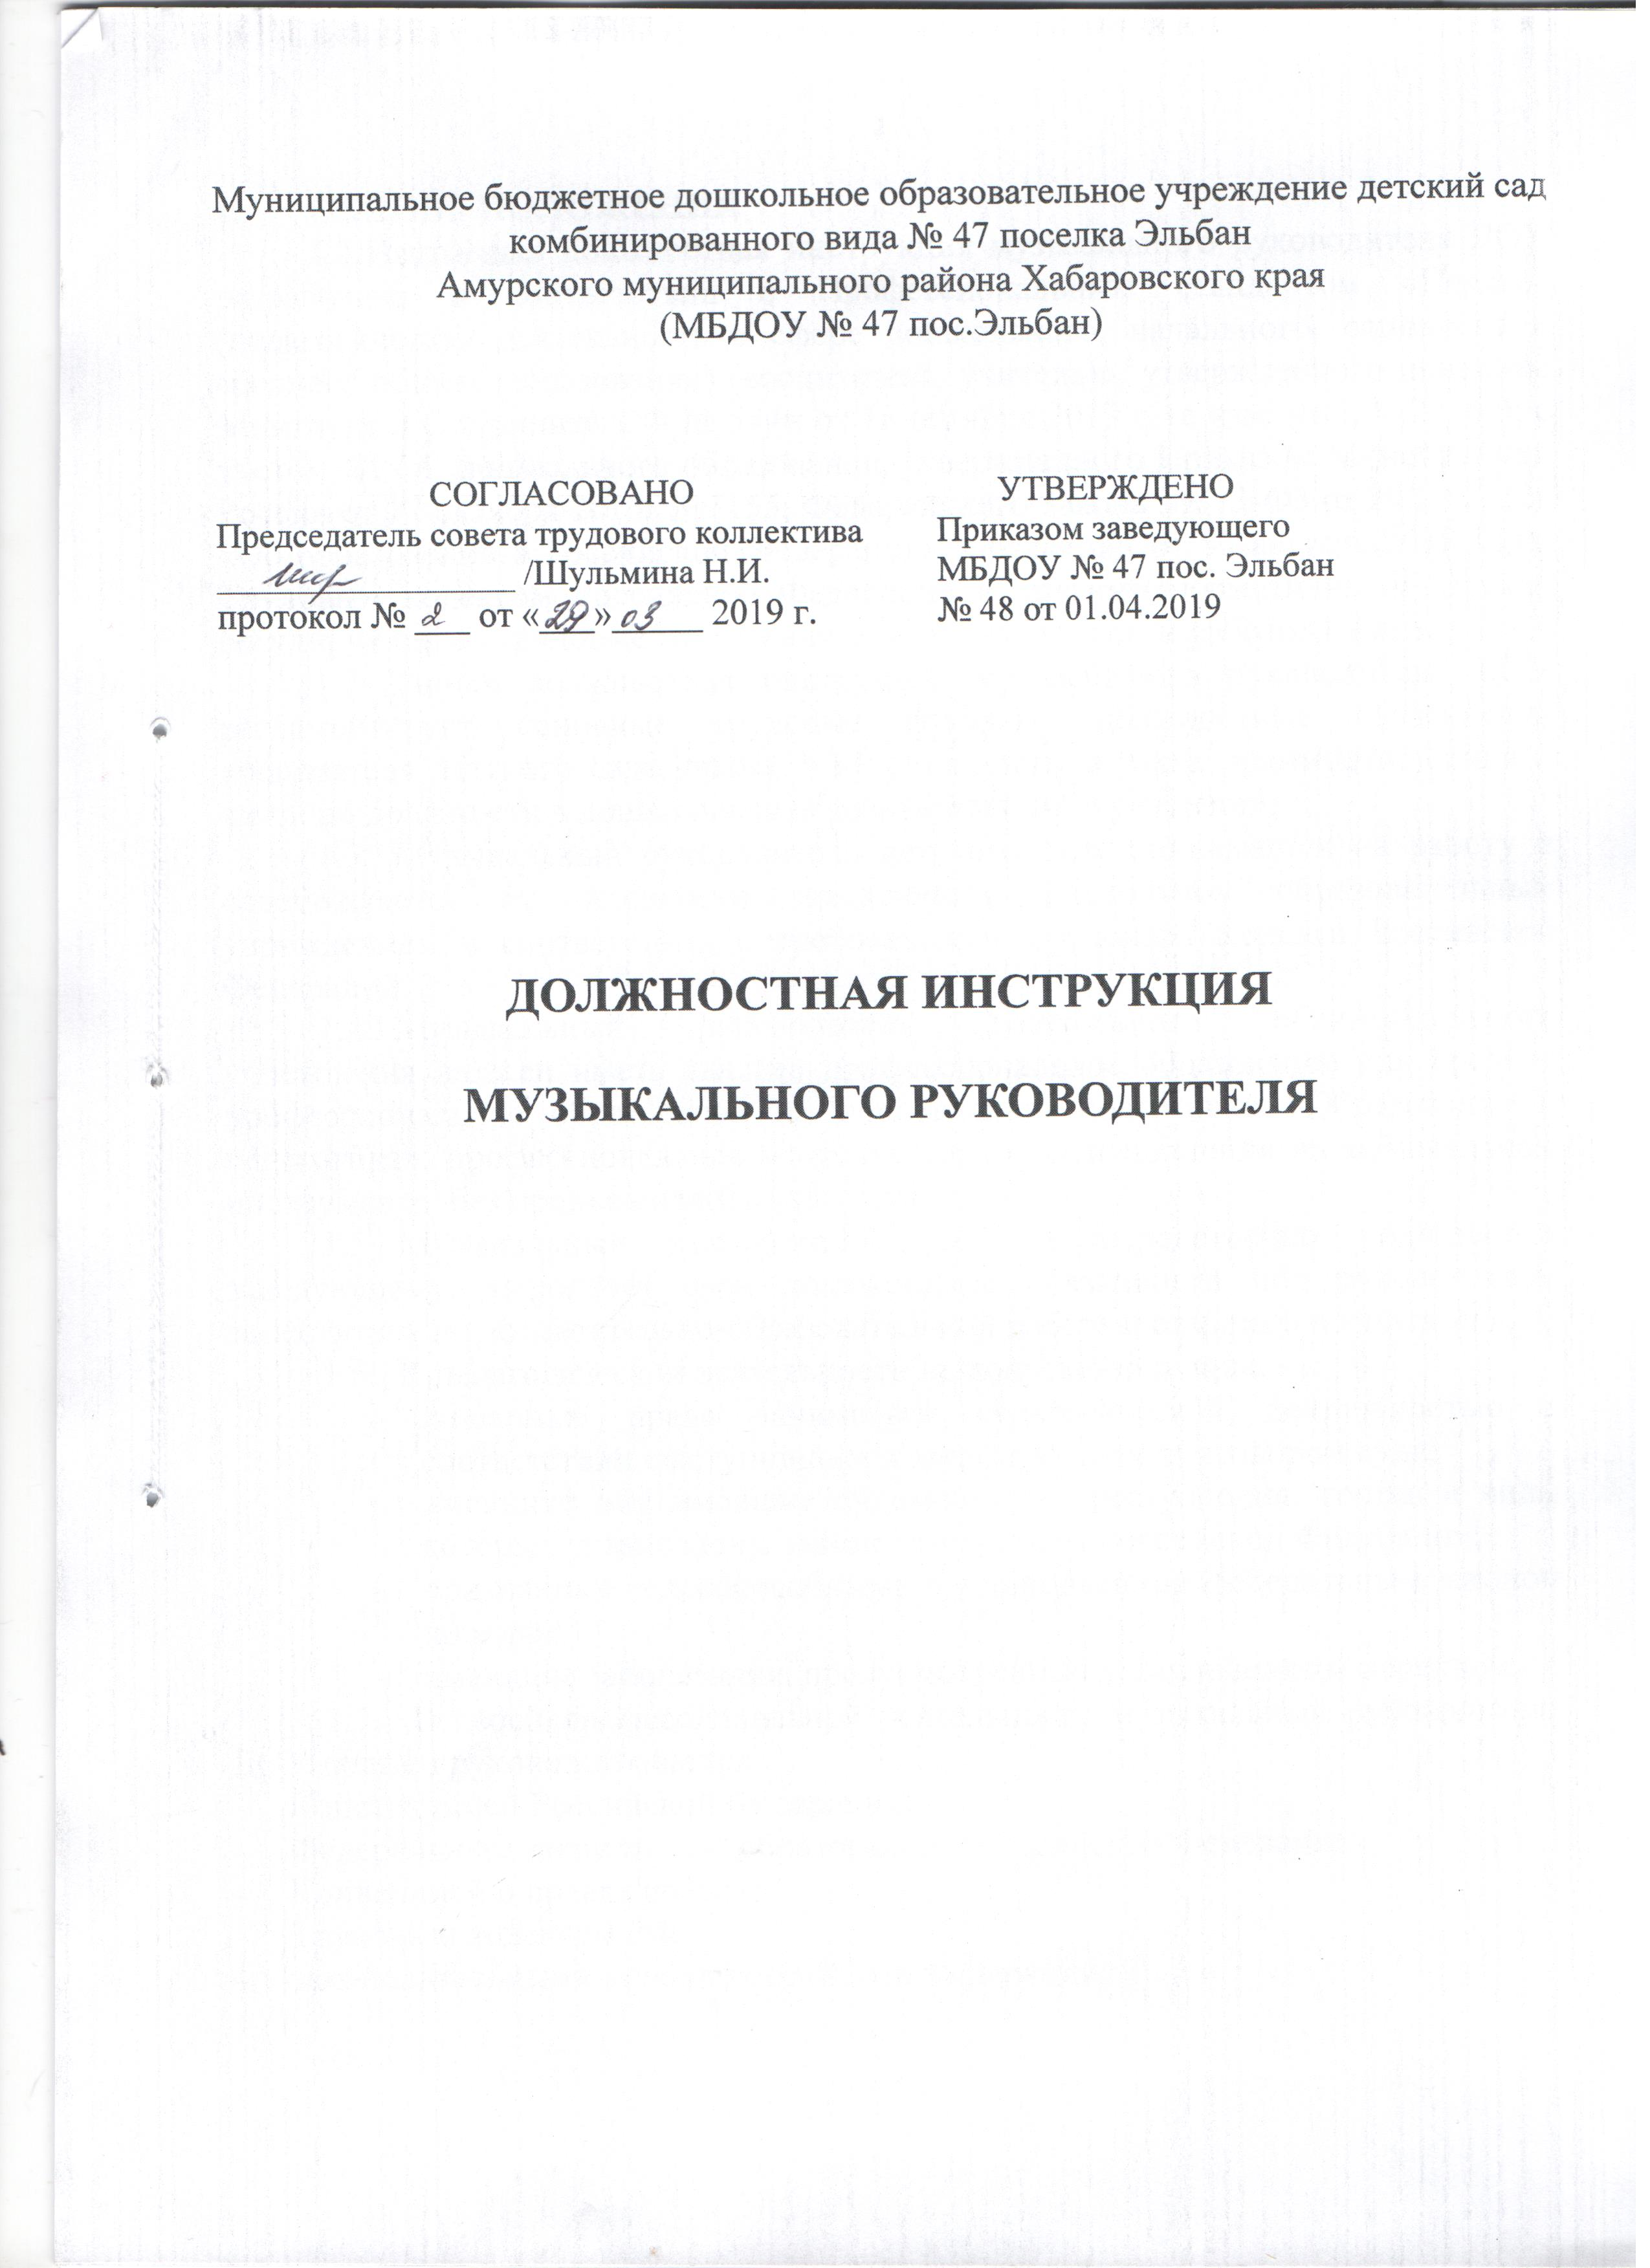 Муниципальное бюджетное дошкольное образовательное учреждение детский сад
комбинированного вида № 47 поселка Эльбан
Амурского муниципального района Хабаровского края
(МБДОУ № 47 пос.Эльбан)
СОГЛАСОВАНО
Председатель совета трудового коллектива
/Шульмина Н.И.
протокол № 2 от «29» 03 2019 г.
УТВЕРЖДЕНО
Приказом заведующего
МБДОУ № 47 пос. Эльбан
№ 48 от 01.04.2019
ДОЛЖНОСТНАЯ ИНСТРУКЦИЯ
МУЗЫКАЛЬНОГО РУКОВОДИТЕЛЯ